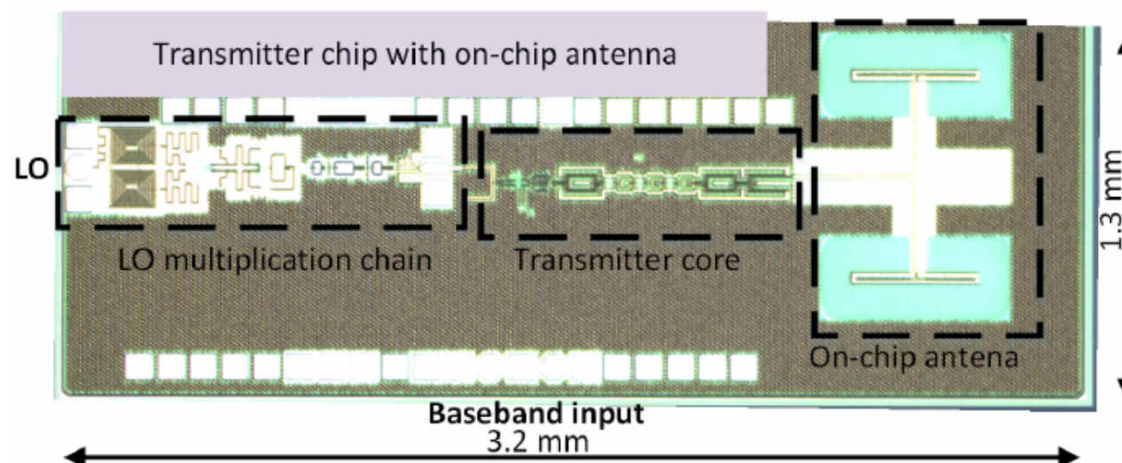 Transmitter chip with on-chip antenna
LO
LO multiplication chain
Transmitter core
1.3 mm
On-chip antena
Baseband input
3.2 mm